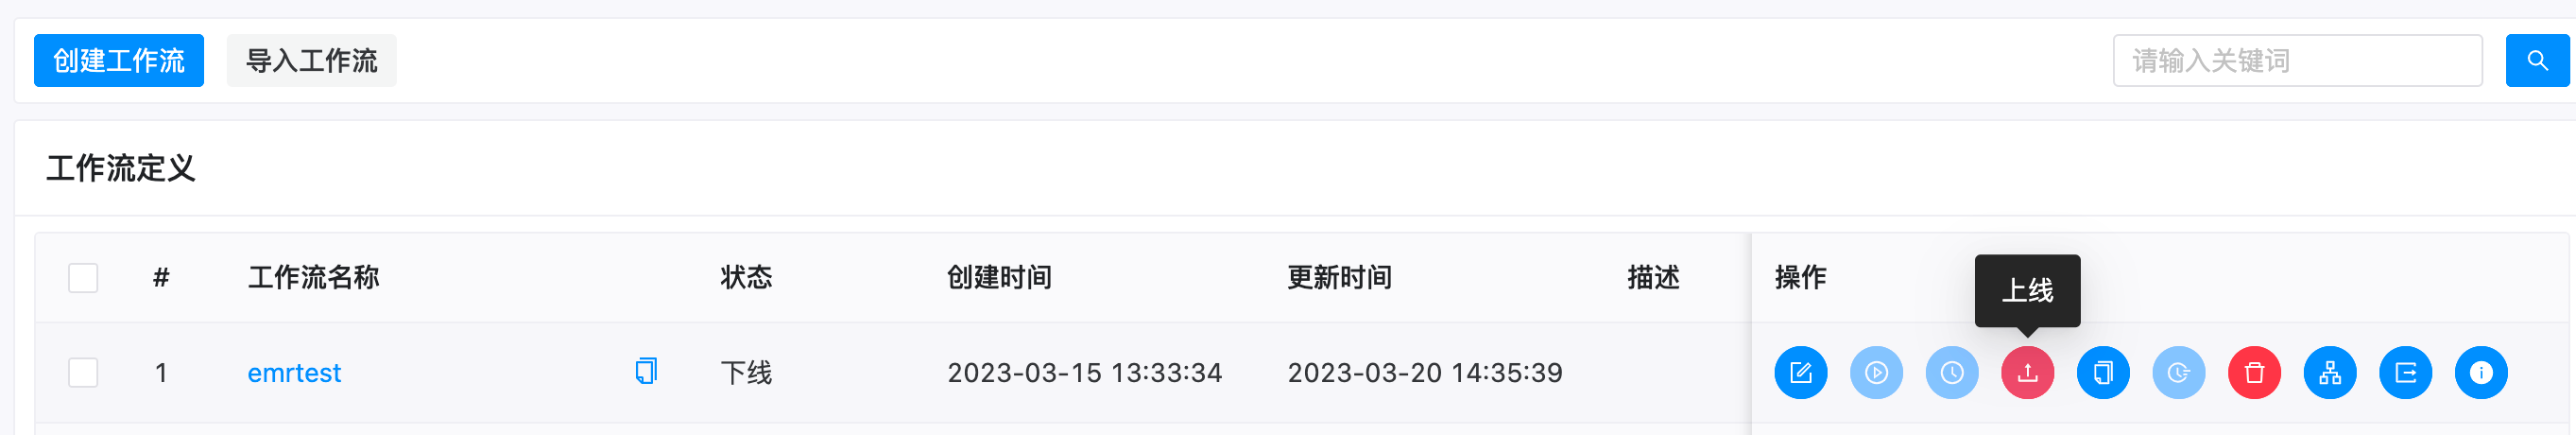 创建工作流 导入工作流 请输入关键词
工作流定义
# 工作流名称 状态 创建时间 更新时间 描述 操作 上线
1 emrtest 下线 2023-03-15 13:33:34 2023-03-20 14:35:39